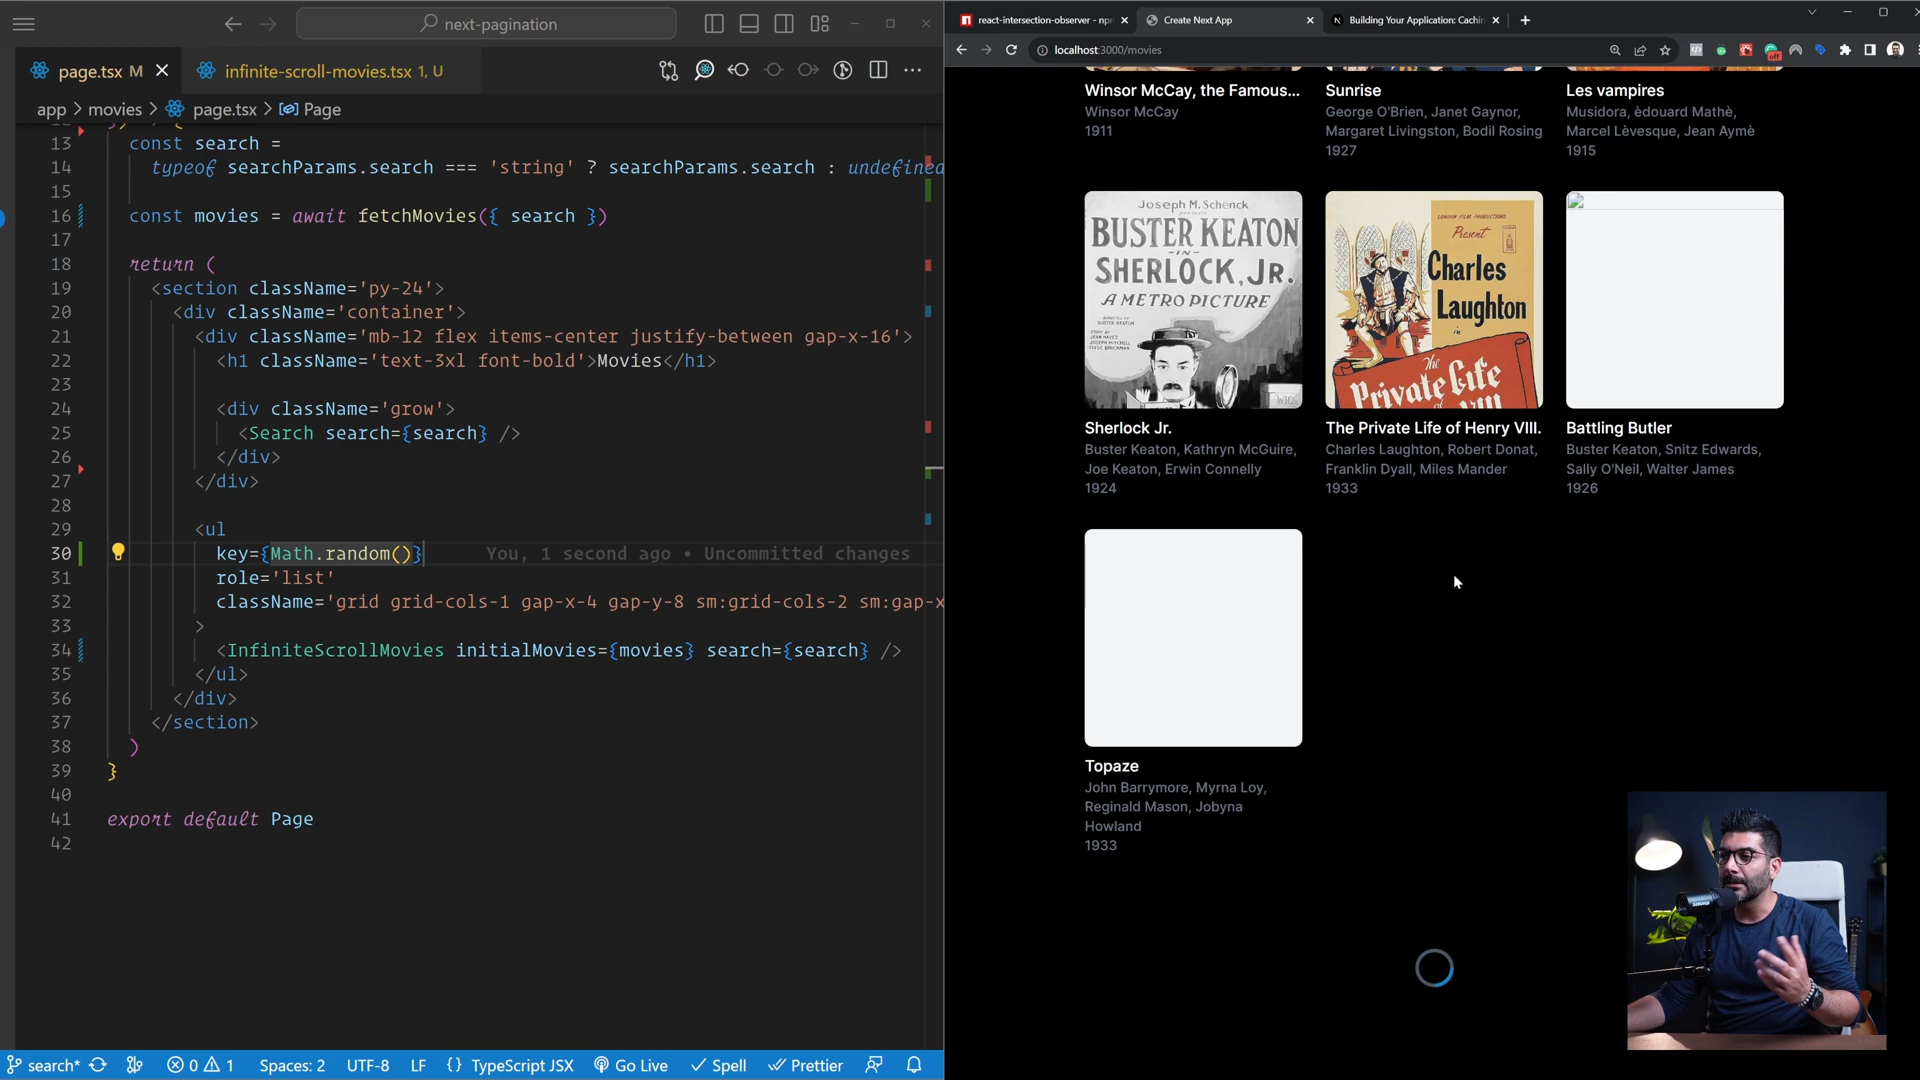 next-pagination
page.tsx M
infinite-scroll-movies.tsx 1, U
app > movies > page.tsx > Page
13 const search =
14 typeof searchParams.search === 'string' ? searchParams.search : undefined
15
16 const movies = await fetchMovies({ search })
17
18 return (
19 <section className='py-24'>
20 <div className='container'>
21 <div className='mb-12 flex items-center justify-between gap-x-16'>
22 <h1 className='text-3xl font-bold'>Movies</h1>
23
24 <div className='grow'>
25 <Search search={search} />
26 </div>
27 </div>
28
29 <ul
30 key={Math.random()} You, 1 second ago • Uncommitted changes
31 role='list'
32 className='grid grid-cols-1 gap-x-4 gap-y-8 sm:grid-cols-2 sm:gap-x
33 >
34 <InfiniteScrollMovies initialMovies={movies} search={search} />
35 </ul>
36 </div>
37 </section>
38 )
39 }
40
41 export default Page
42
search* 0 1 Spaces: 2 UTF-8 LF {} TypeScript JSX Go Live Spell Prettier
react-intersection-observer - npm
Create Next App
Building Your Application: Cachin
localhost:3000/movies
off
Winsor McCay, the Famous...
Winsor McCay
1911
Sunrise
George O'Brien, Janet Gaynor,
Margaret Livingston, Bodil Rosing
1927
Les vampires
Musidora, èdouard Mathè,
Marcel Lèvesque, Jean Aymè
1915
Joseph M. Schenck
presents
BUSTER KEATON
-IN-
SHERLOCK, JR.
A METRO PICTURE
LONDON FILM PRODUCTIONS
Present
Charles
Laughton
in
The
Private Life
Sherlock Jr.
Buster Keaton, Kathryn McGuire,
Joe Keaton, Erwin Connelly
1924
The Private Life of Henry VIII.
Charles Laughton, Robert Donat,
Franklin Dyall, Miles Mander
1933
Battling Butler
Buster Keaton, Snitz Edwards,
Sally O'Neil, Walter James
1926
Topaze
John Barrymore, Myrna Loy,
Reginald Mason, Jobyna
Howland
1933